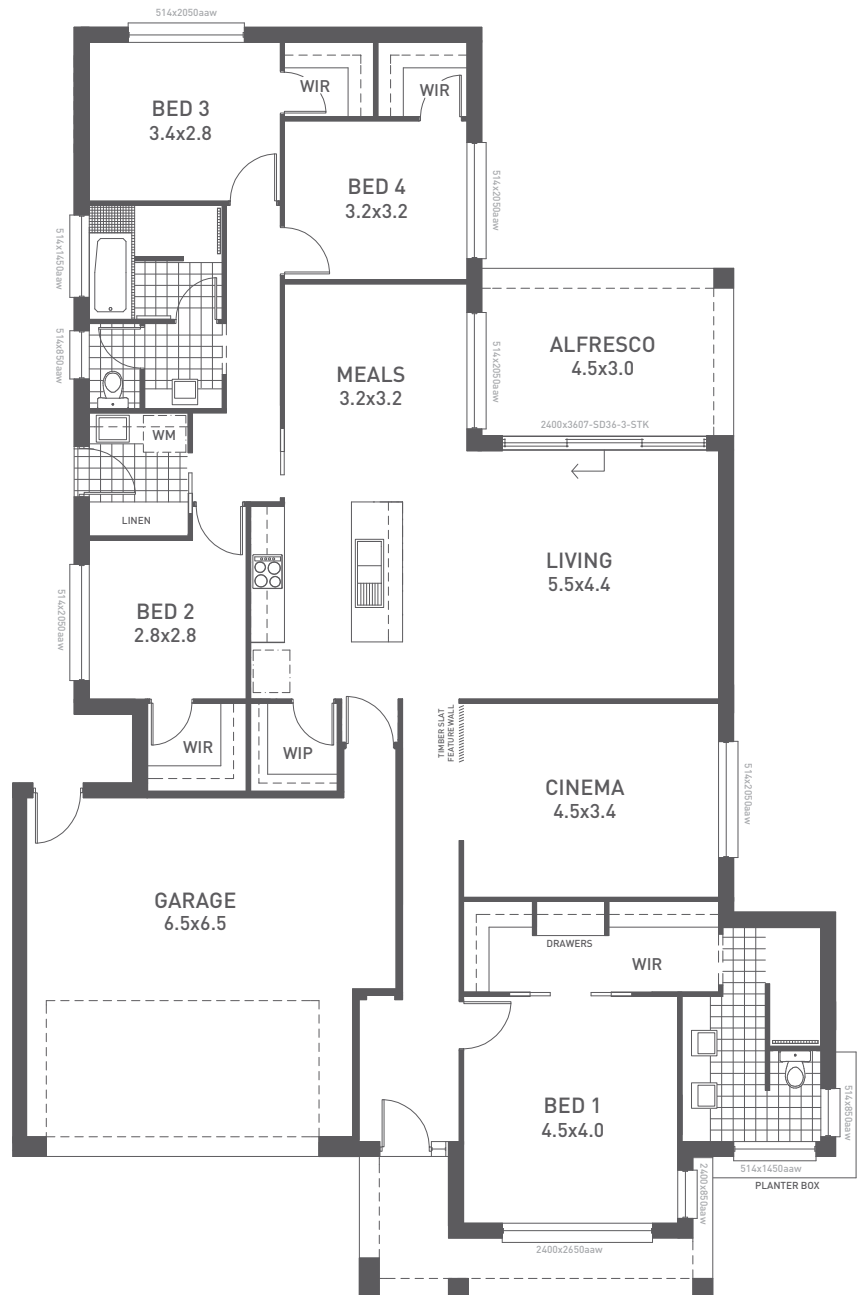 514x2050aaw
BED 3
3.4x2.8
WIR
WIR
BED 4
3.2x3.2
514x2050aaw
514x1450aaw
514x850aaw
ALFRESCO
4.5x3.0
514x2050aaw
MEALS
3.2x3.2
2400x3607-SD36-3-STK
WM
LINEN
LIVING
5.5x4.4
BED 2
2.8x2.8
514x2050aaw
WIR
WIP
TIMBER SLAT
FEATURE WALL
CINEMA
4.5x3.4
514x2050aaw
GARAGE
6.5x6.5
DRAWERS
WIR
BED 1
4.5x4.0
514x850aaw
514x1450aaw
PLANTER BOX
2400x850aaw
2400x2650aaw